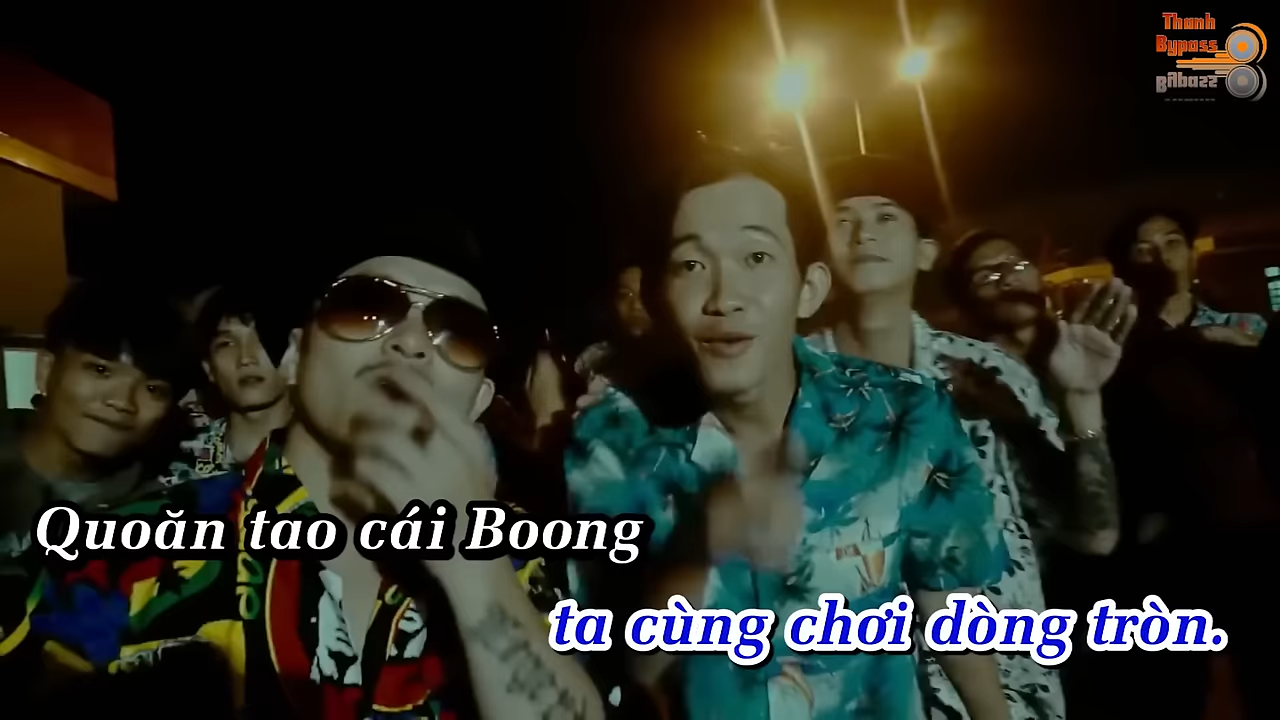 Thanh
Bypass
Quoăn tao cái Boong
ta cùng chơi dòng tròn.